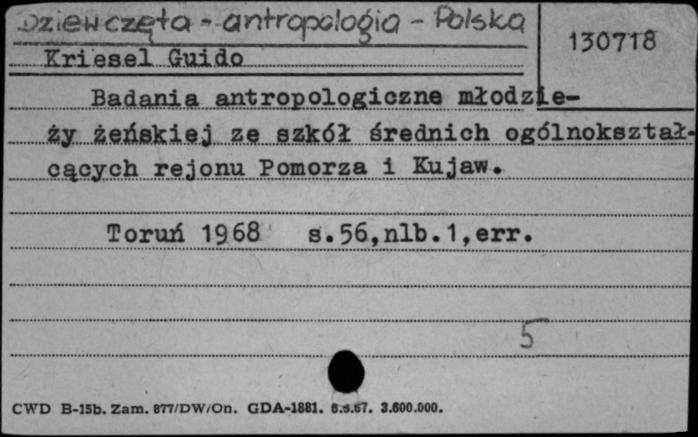 Dziewczęta - antropologia - Polska
130718
Kriesel Guido
Badania antropologiczne młodzie-
ży żeńskiej ze szkół średnich ogólnokształ-
cących rejonu Pomorza i Kujaw.
Toruń 1968 s.56,nlb.1,err.
5
CWD B-15b. Zam. 877/DW/On. GDA-1881. 6.5.67. 3.600.000.